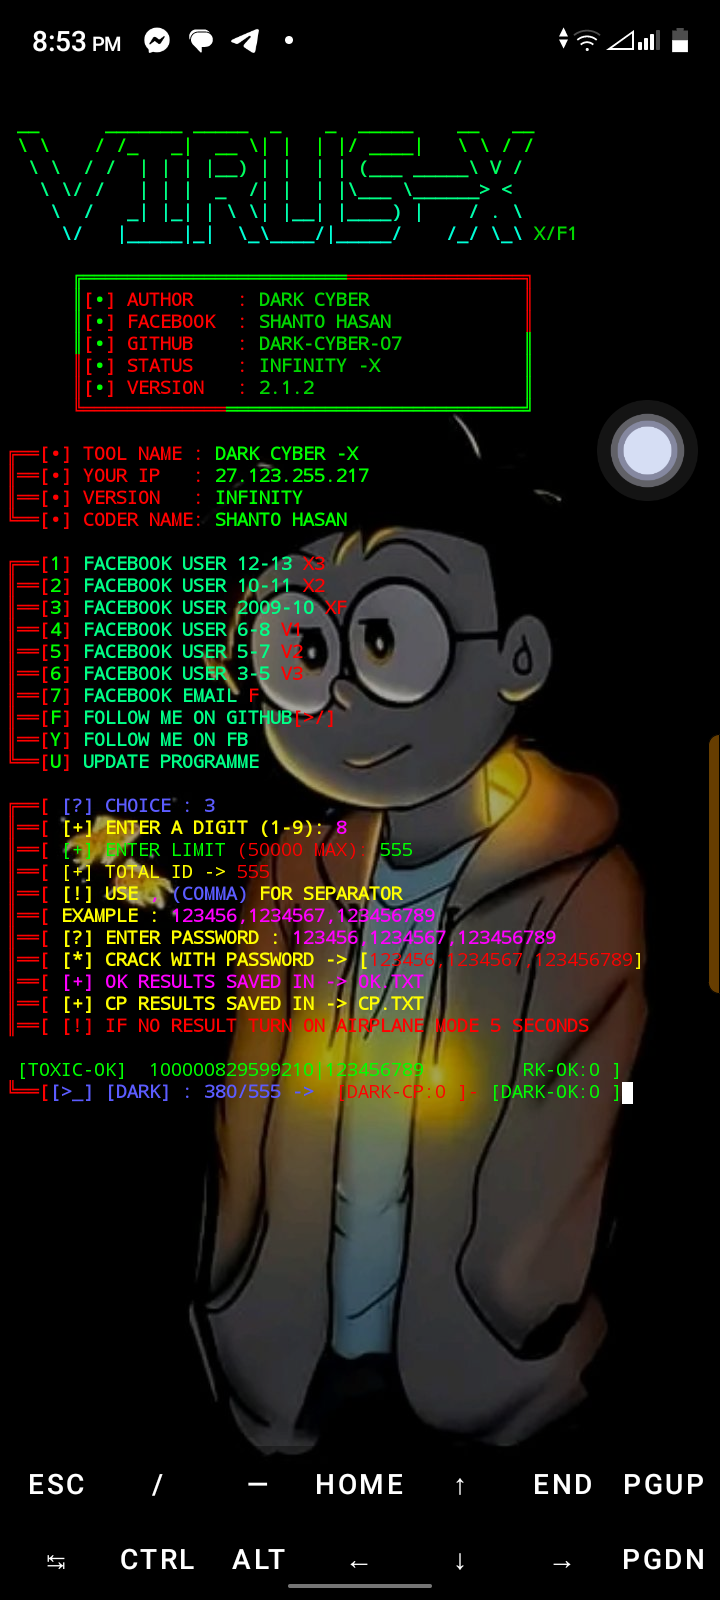 VIRUS-X X/F1
[•] AUTHOR : DARK CYBER
[•] FACEBOOK : SHANTO HASAN
[•] GITHUB : DARK-CYBER-07
[•] STATUS : INFINITY -X
[•] VERSION : 2.1.2
[•] TOOL NAME : DARK CYBER -X
[•] YOUR IP : 27.123.255.217
[•] VERSION : INFINITY
[•] CODER NAME: SHANTO HASAN
[1] FACEBOOK USER 12-13 X3
[2] FACEBOOK USER 10-11 X2
[3] FACEBOOK USER 2009-10 XF
[4] FACEBOOK USER 6-8 V1
[5] FACEBOOK USER 5-7 V2
[6] FACEBOOK USER 3-5 V3
[7] FACEBOOK EMAIL F
[F] FOLLOW ME ON GITHUB[>/]
[Y] FOLLOW ME ON FB
[U] UPDATE PROGRAMME
[ [?] CHOICE : 3
[ [+] ENTER A DIGIT (1-9): 8
[ [+] ENTER LIMIT (50000 MAX): 555
[ [+] TOTAL ID -> 555
[ [!] USE , (COMMA) FOR SEPARATOR
[ EXAMPLE : 123456,1234567,123456789
[ [?] ENTER PASSWORD : 123456,1234567,123456789
[ [*] CRACK WITH PASSWORD -> [123456,1234567,123456789]
[ [+] OK RESULTS SAVED IN -> OK.TXT
[ [+] CP RESULTS SAVED IN -> CP.TXT
[ [!] IF NO RESULT TURN ON AIRPLANE MODE 5 SECONDS
[TOXIC-OK] 100000829599210|123456789 RK-OK:0 ]
[[>_] [DARK] : 380/555 -> [DARK-CP:0 ]- [DARK-OK:0 ]
8:53 PM
ESC / — HOME ↑ END PGUP
↹ CTRL ALT ← ↓ → PGDN